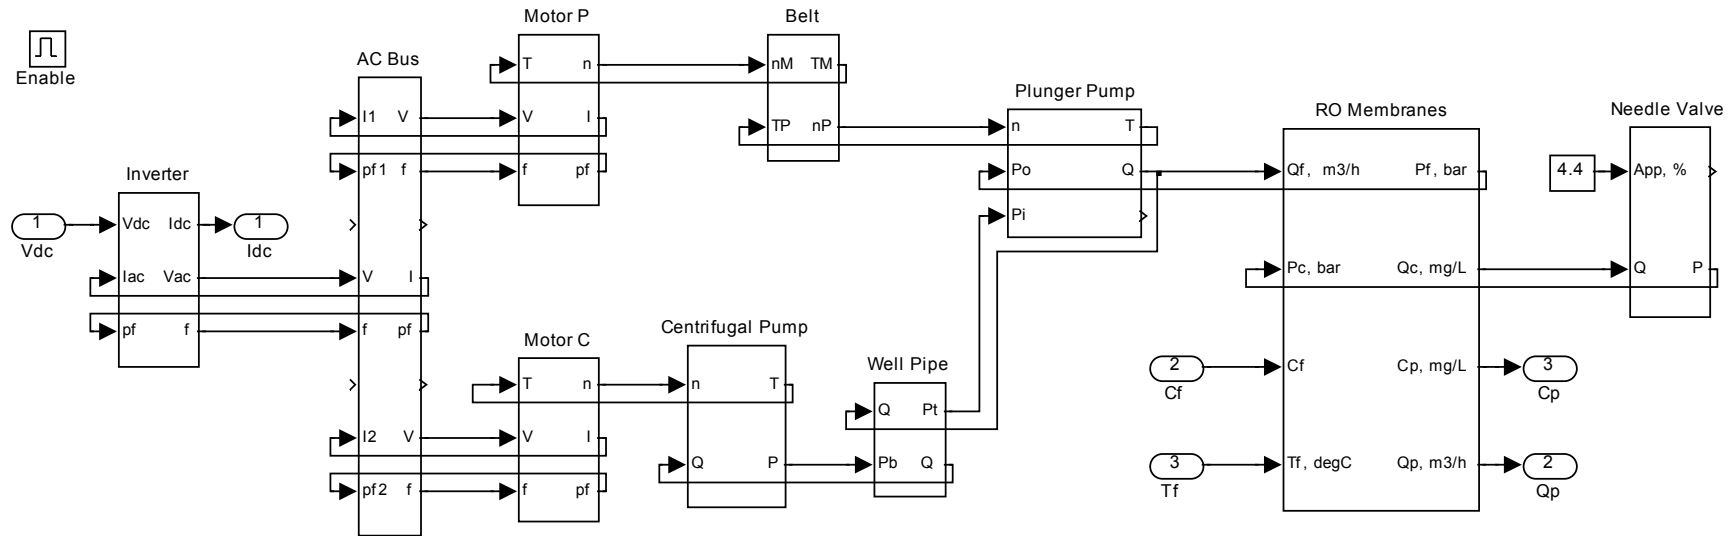 Enable
1
Vdc
Inverter
Vdc Idc
Iac Vac
pf f
1
Idc
AC Bus
I1 V
pf1 f
V I
f pf
I2 V
pf2 f
Motor P
T n
V I
f pf
Belt
nM TM
TP nP
Motor C
T n
V I
f pf
Centrifugal Pump
n T
Q P
Well Pipe
Q Pt
Pb Q
Plunger Pump
n T
Po Q
Pi
RO Membranes
Qf, m3/h Pf, bar
Pc, bar Qc, mg/L
Cf Cp, mg/L
Tf, degC Qp, m3/h
2
Cf
3
Tf
3
Cp
2
Qp
Needle Valve
4.4
App, %
Q P